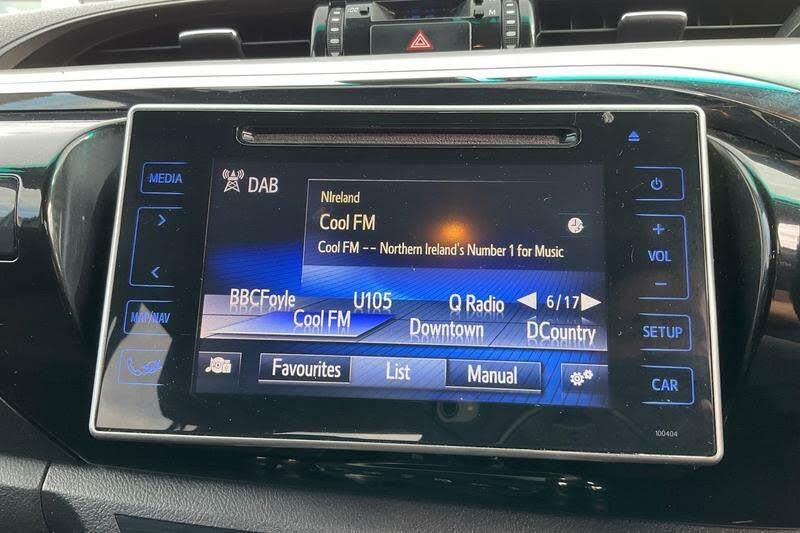 MEDIA
DAB
NIreland
Cool FM
Cool FM -- Northern Ireland's Number 1 for Music
VOL
BBCFoyle U105 Q Radio 6/17
MAP/NAV
Cool FM Downtown DCountry
SETUP
Favourites List Manual
CAR
100404